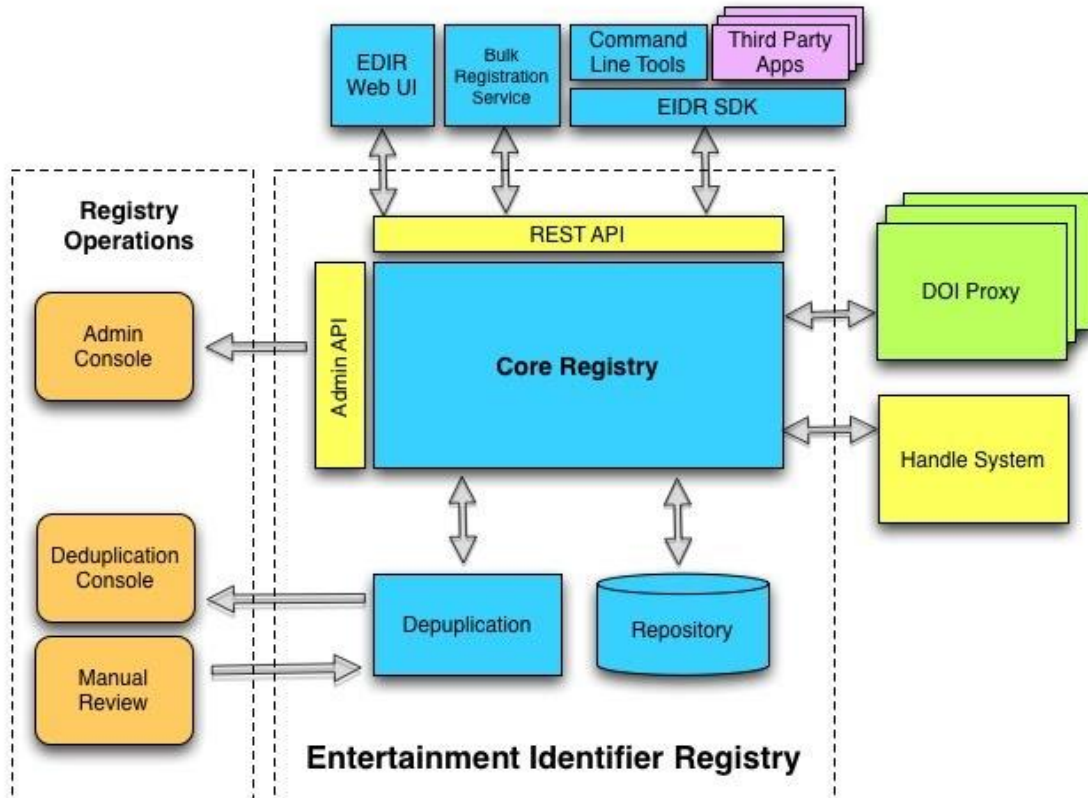 EDIR
Web UI
Bulk
Registration
Service
Command
Line Tools
Third Party
Apps
EIDR SDK
Registry
Operations
REST API
Admin
Console
Admin API
Core Registry
DOI Proxy
Handle System
Deduplication
Console
Manual
Review
Depuplication
Repository
Entertainment Identifier Registry